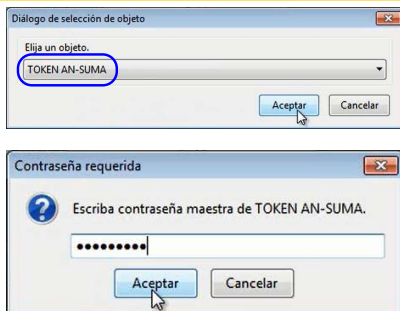 Diálogo de selección de objeto
Elija un objeto.
TOKEN AN-SUMA
Aceptar Cancelar
Contraseña requerida
Escriba contraseña maestra de TOKEN AN-SUMA.
•••••••••
Aceptar Cancelar